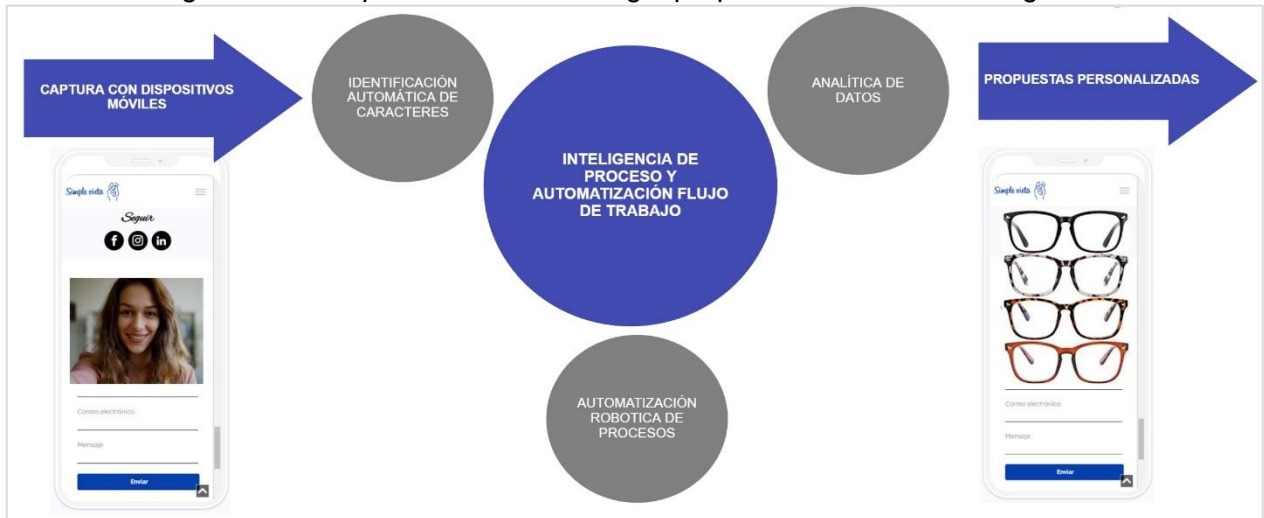 CAPTURA CON DISPOSITIVOS
MÓVILES
IDENTIFICACIÓN
AUTOMÁTICA DE
CARACTERES
INTELIGENCIA DE
PROCESO Y
AUTOMATIZACIÓN FLUJO
DE TRABAJO
ANALÍTICA DE
DATOS
PROPUESTAS PERSONALIZADAS
AUTOMATIZACIÓN
ROBOTICA DE
PROCESOS
Simple vista
Seguir
f
in
Correo electrónico
Mensaje
Enviar
Simple vista
Correo electrónico
Mensaje
Enviar